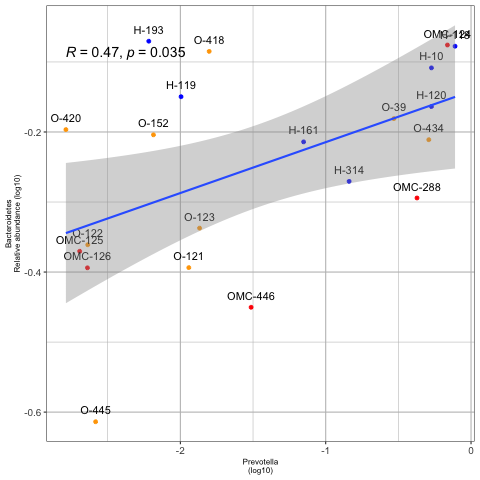 H-193
O-418
OMC-124
R = 0.47, p = 0.035
H-10
H-119
H-120
O-420
O-152
O-39
H-161
O-434
H-314
OMC-288
O-123
O-122
OMC-125
OMC-126
O-121
OMC-446
O-445
-0.2
-0.4
-0.6
-2
-1
0
Bacteroidetes
Relative abundance (log10)
Prevotella
(log10)